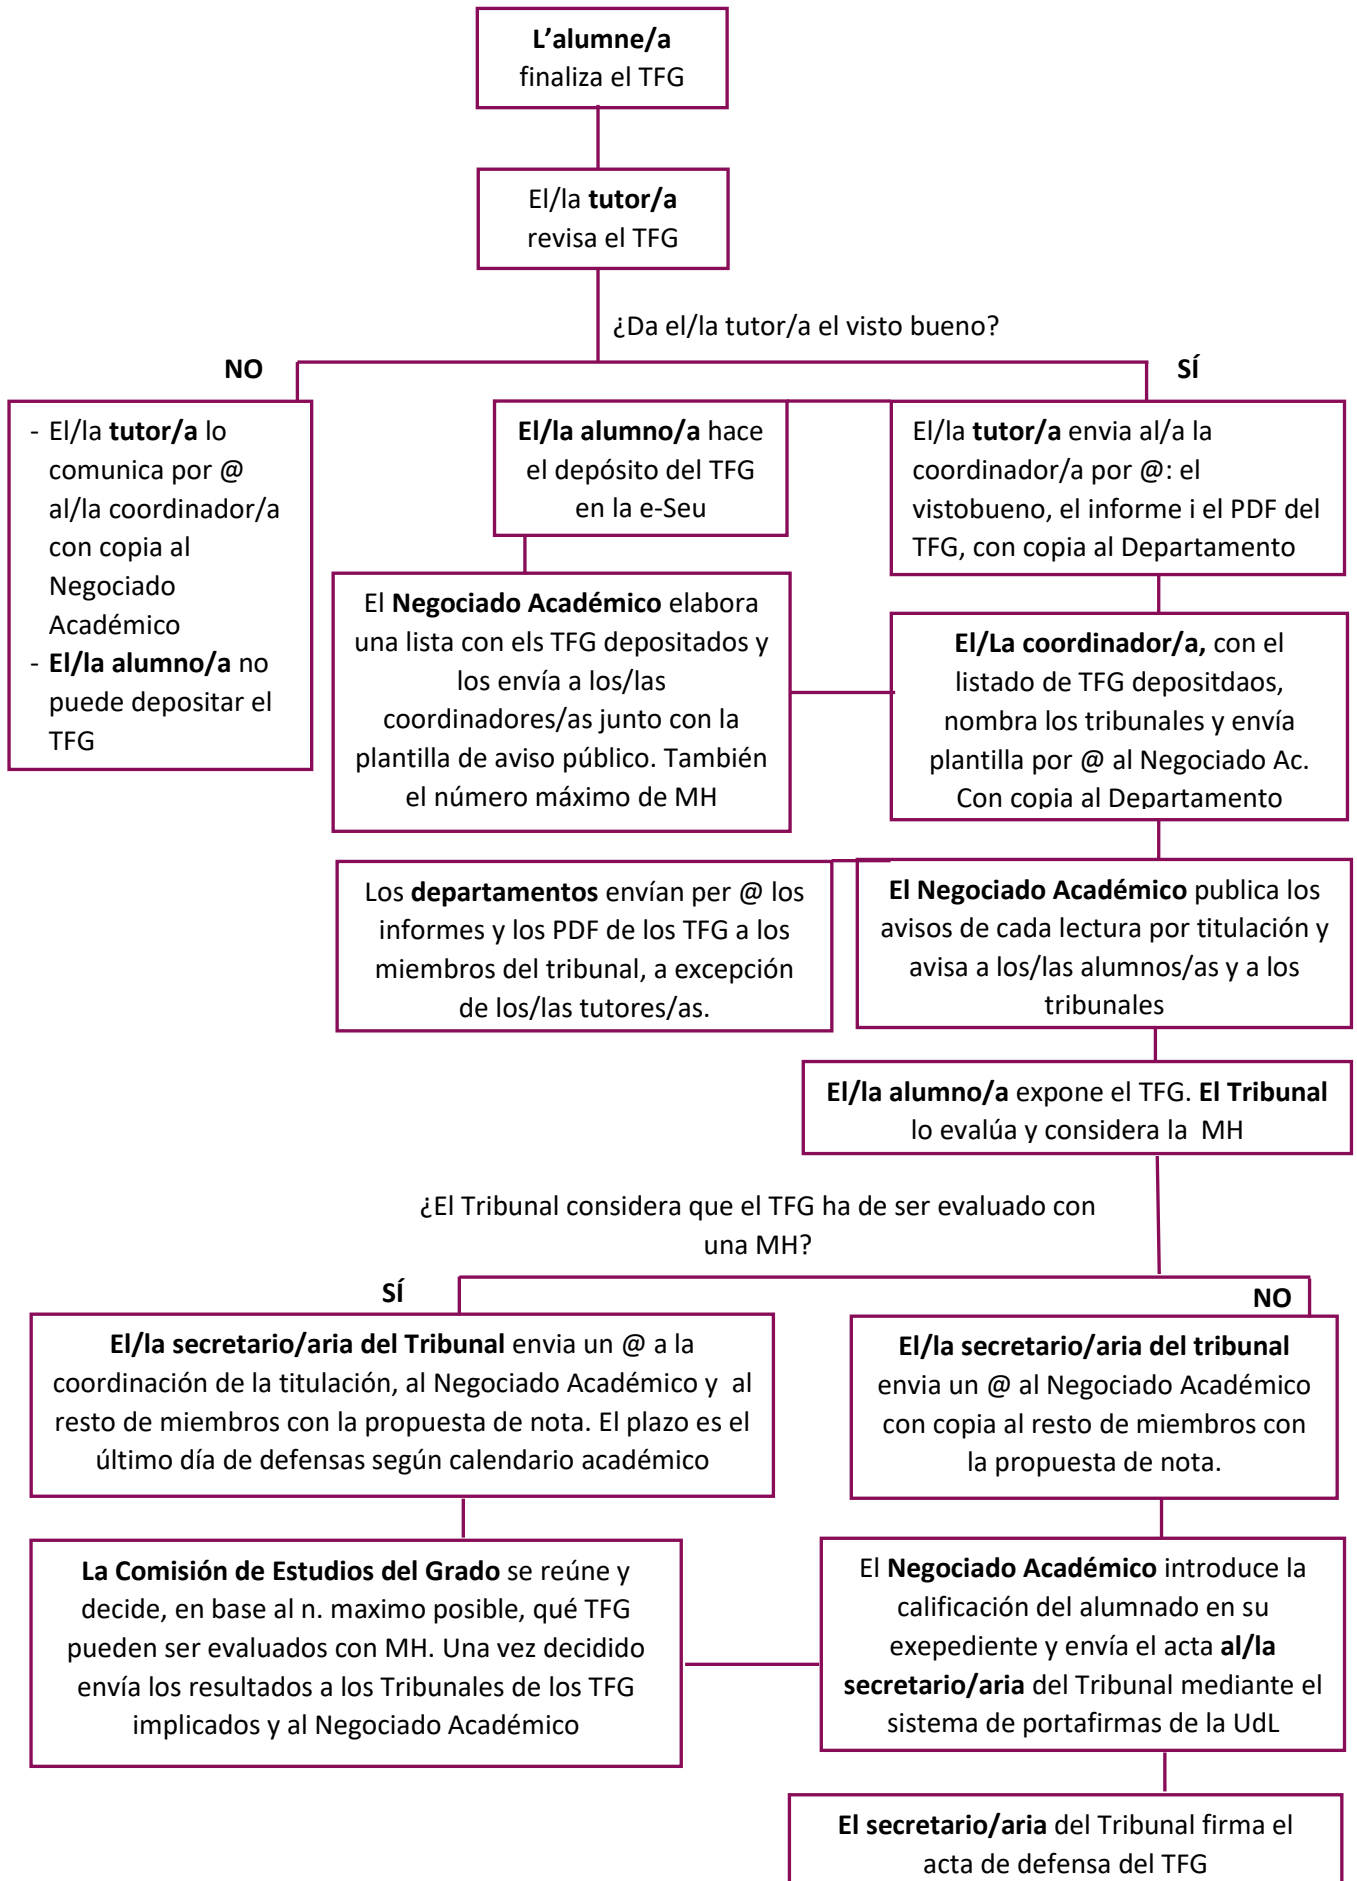 L’alumne/a
finaliza el TFG
El/la tutor/a
revisa el TFG
¿Da el/la tutor/a el visto bueno?
NO
SÍ
- El/la tutor/a lo
comunica por @
al/la coordinador/a
con copia al
Negociado
Académico
- El/la alumno/a no
puede depositar el
TFG
El/la alumno/a hace
el depósito del TFG
en la e-Seu
El/la tutor/a envia al/a la
coordinador/a por @: el
vistobueno, el informe i el PDF del
TFG, con copia al Departamento
El Negociado Académico elabora
una lista con els TFG depositados y
los envía a los/las
coordinadores/as junto con la
plantilla de aviso público. También
el número máximo de MH
El/La coordinador/a, con el
listado de TFG depositdaos,
nombra los tribunales y envía
plantilla por @ al Negociado Ac.
Con copia al Departamento
Los departamentos envían per @ los
informes y los PDF de los TFG a los
miembros del tribunal, a excepción
de los/las tutores/as.
El Negociado Académico publica los
avisos de cada lectura por titulación y
avisa a los/las alumnos/as y a los
tribunales
El/la alumno/a expone el TFG. El Tribunal
lo evalúa y considera la  MH
¿El Tribunal considera que el TFG ha de ser evaluado con
una MH?
SÍ
NO
El/la secretario/aria del Tribunal envia un @ a la
coordinación de la titulación, al Negociado Académico y  al
resto de miembros con la propuesta de nota. El plazo es el
último día de defensas según calendario académico
El/la secretario/aria del tribunal
envia un @ al Negociado Académico
con copia al resto de miembros con
la propuesta de nota.
La Comisión de Estudios del Grado se reúne y
decide, en base al n. maximo posible, qué TFG
pueden ser evaluados con MH. Una vez decidido
envía los resultados a los Tribunales de los TFG
implicados y al Negociado Académico
El Negociado Académico introduce la
calificación del alumnado en su
exepediente y envía el acta al/la
secretario/aria del Tribunal mediante el
sistema de portafirmas de la UdL
El secretario/aria del Tribunal firma el
acta de defensa del TFG